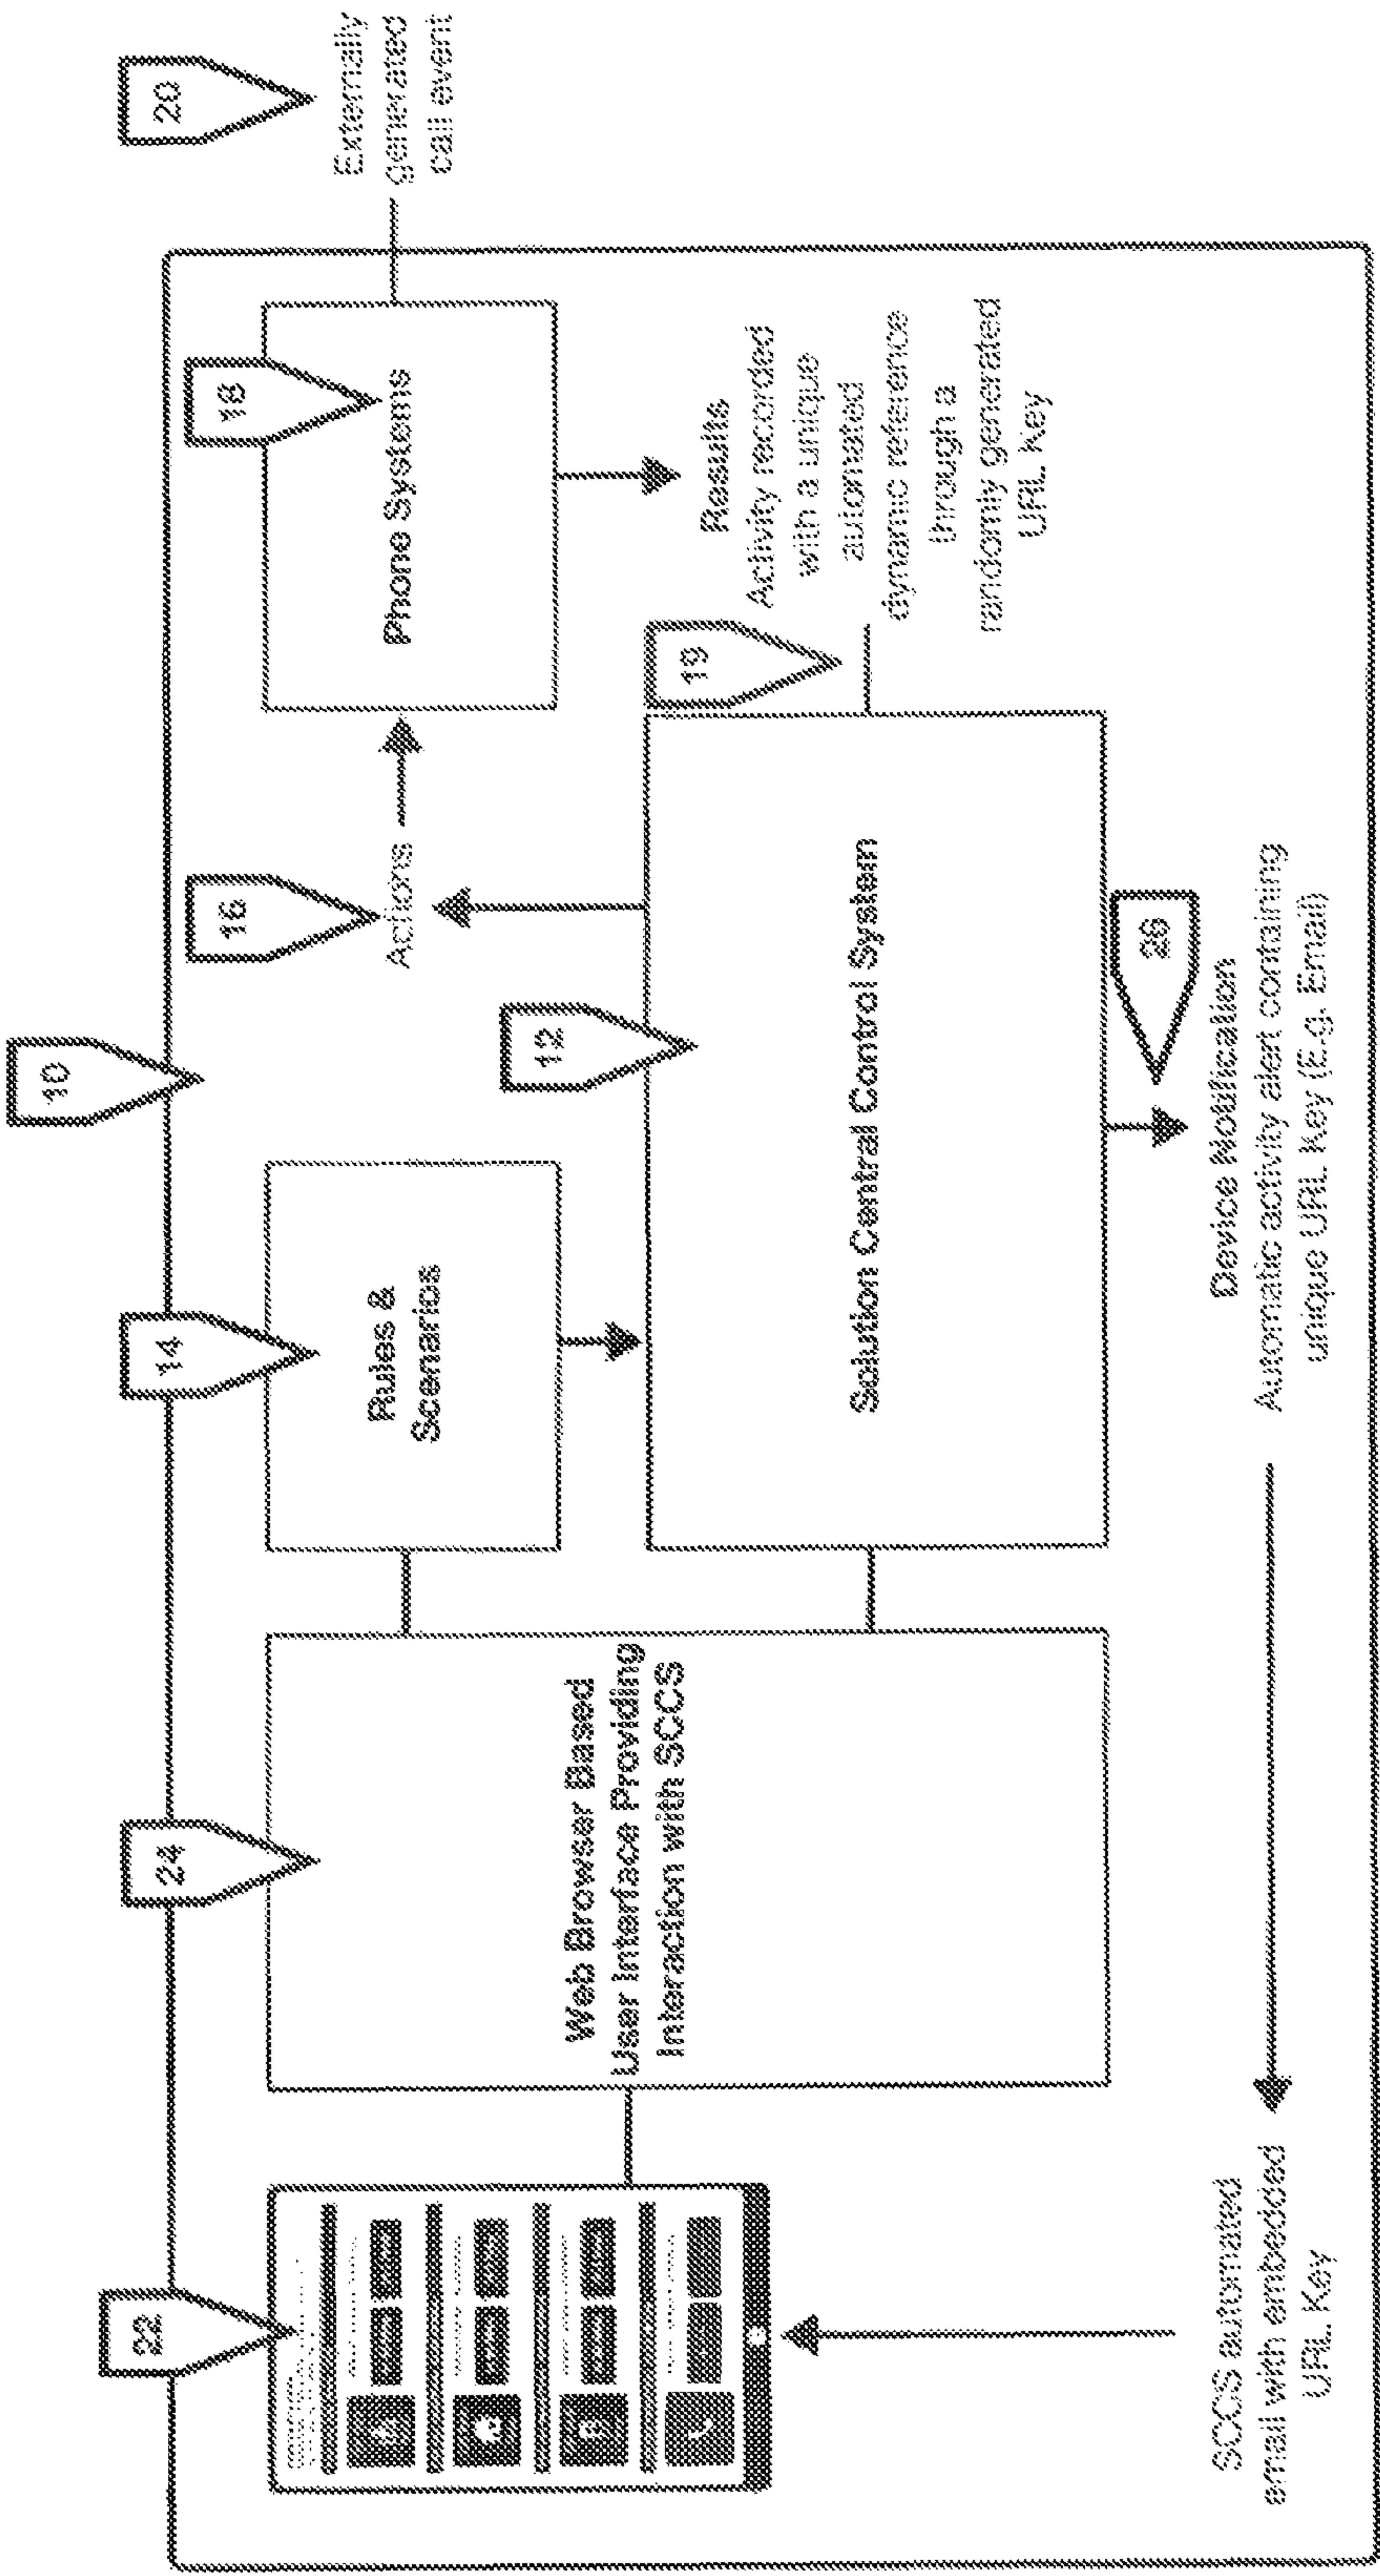 10
20
Externally
generated
call event
22
24
14
16
Actions
18
Phone Systems
Rules &
Scenarios
Web Browser Based
User Interface Providing
Interaction with SCCS
12
Solution Central Control System
19
Results
Activity recorded
with a unique
automated
dynamic reference
through a
randomly generated
URL Key
Device Notification
Automatic activity alert containing
unique URL Key (E.g. Email)
SCCS automated
email with embedded
URL Key